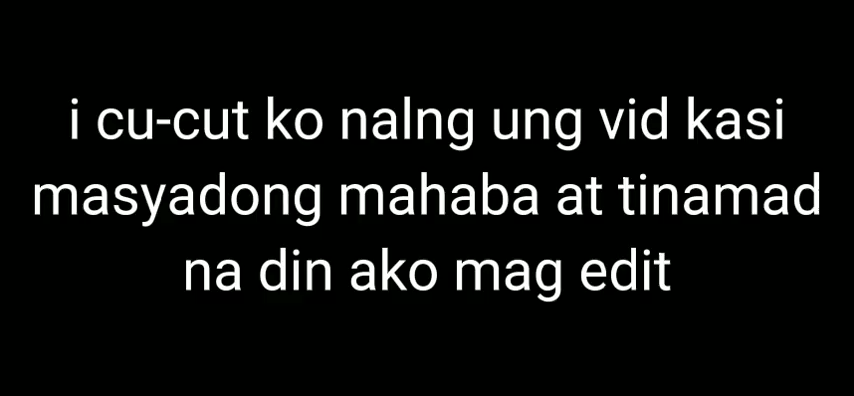 i cu-cut ko nalng ung vid kasi
masyadong mahaba at tinamad
na din ako mag edit